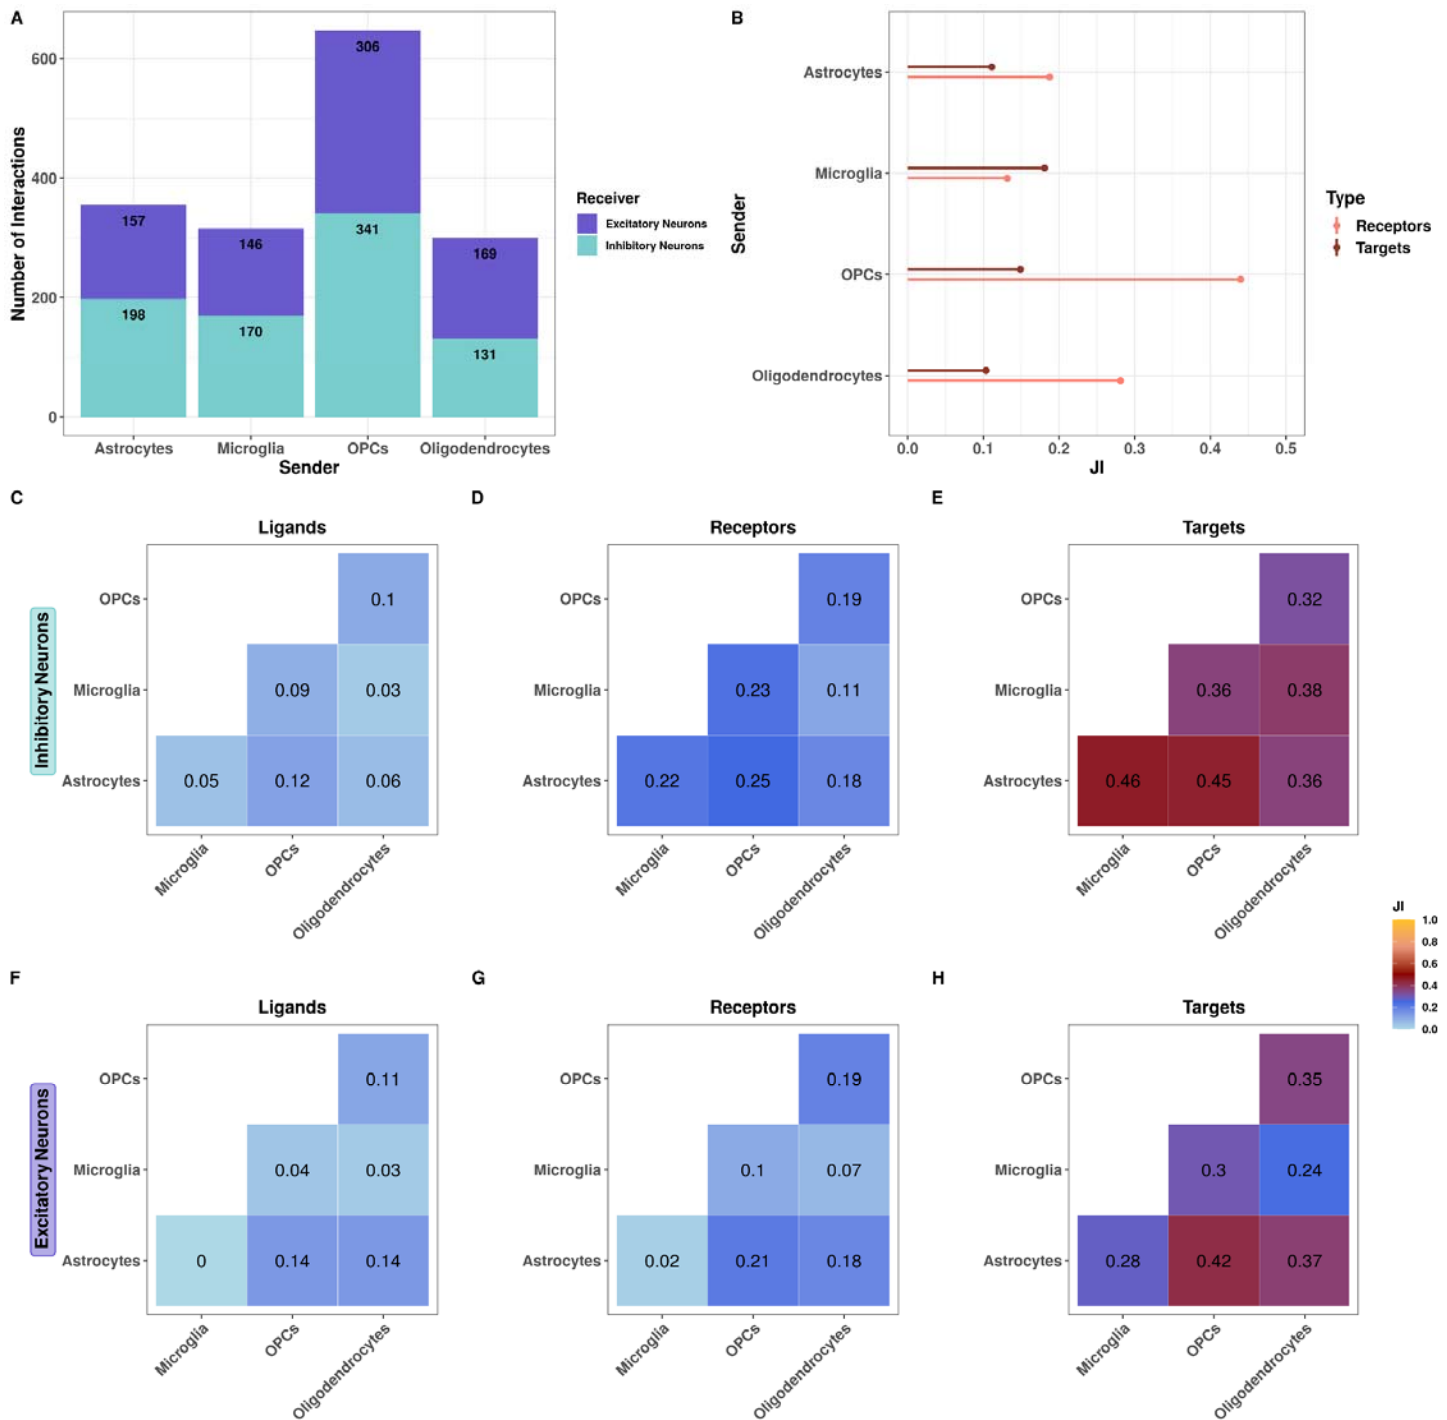 A
Number of Interactions
600
400
200
0
306
341
157
198
146
170
169
131
Astrocytes
Microglia
OPCs
Oligodendrocytes
Sender
Receiver
Excitatory Neurons
Inhibitory Neurons
B
Sender
Astrocytes
Microglia
OPCs
Oligodendrocytes
0.0
0.1
0.2
0.3
0.4
0.5
JI
Type
Receptors
Targets
Inhibitory Neurons
C
Ligands
OPCs
0.1
Microglia
0.09
0.03
Astrocytes
0.05
0.12
0.06
Microglia
OPCs
Oligodendrocytes
D
Receptors
OPCs
0.19
Microglia
0.23
0.11
Astrocytes
0.22
0.25
0.18
Microglia
OPCs
Oligodendrocytes
E
Targets
OPCs
0.32
Microglia
0.36
0.38
Astrocytes
0.46
0.45
0.36
Microglia
OPCs
Oligodendrocytes
JI
1.0
0.8
0.6
0.4
0.2
0.0
Excitatory Neurons
F
Ligands
OPCs
0.11
Microglia
0.04
0.03
Astrocytes
0
0.14
0.14
Microglia
OPCs
Oligodendrocytes
G
Receptors
OPCs
0.19
Microglia
0.1
0.07
Astrocytes
0.02
0.21
0.18
Microglia
OPCs
Oligodendrocytes
H
Targets
OPCs
0.35
Microglia
0.3
0.24
Astrocytes
0.28
0.42
0.37
Microglia
OPCs
Oligodendrocytes